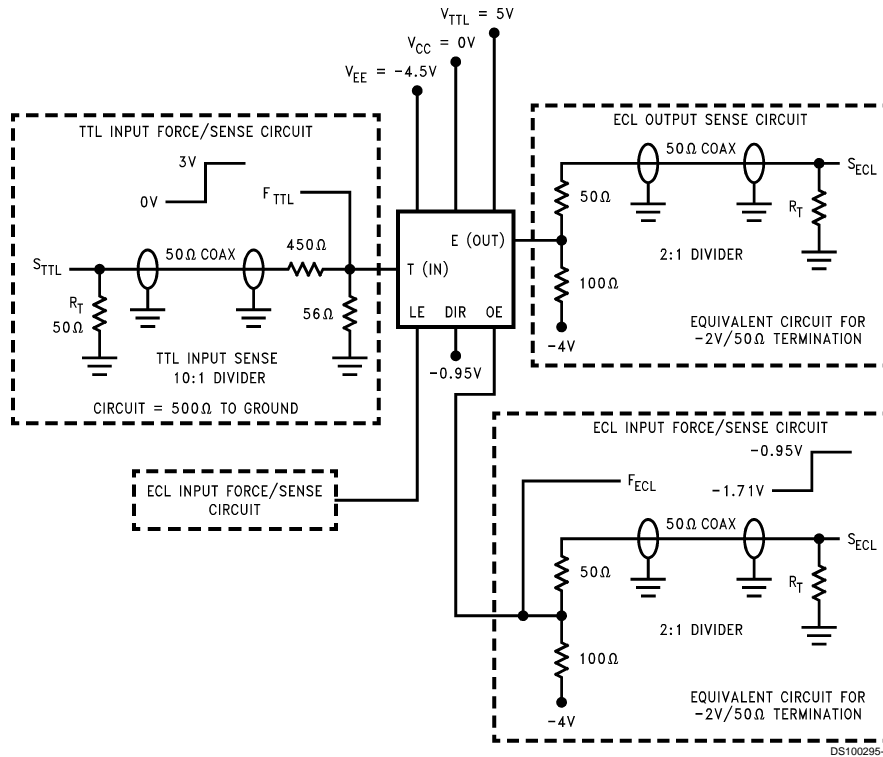 V_TTL = 5V
V_CC = 0V
V_EE = −4.5V
TTL INPUT FORCE/SENSE CIRCUIT
3V
0V
F_TTL
S_TTL
50Ω COAX
450Ω
R_T
50Ω
56Ω
TTL INPUT SENSE
10:1 DIVIDER
CIRCUIT = 500Ω TO GROUND
E (OUT)
T (IN)
LE
DIR
OE
−0.95V
ECL OUTPUT SENSE CIRCUIT
50Ω COAX
S_ECL
50Ω
R_T
2:1 DIVIDER
100Ω
−4V
EQUIVALENT CIRCUIT FOR
−2V/50Ω TERMINATION
ECL INPUT FORCE/SENSE
CIRCUIT
ECL INPUT FORCE/SENSE CIRCUIT
−0.95V
−1.71V
F_ECL
50Ω COAX
S_ECL
50Ω
R_T
2:1 DIVIDER
100Ω
−4V
EQUIVALENT CIRCUIT FOR
−2V/50Ω TERMINATION
DS100295-